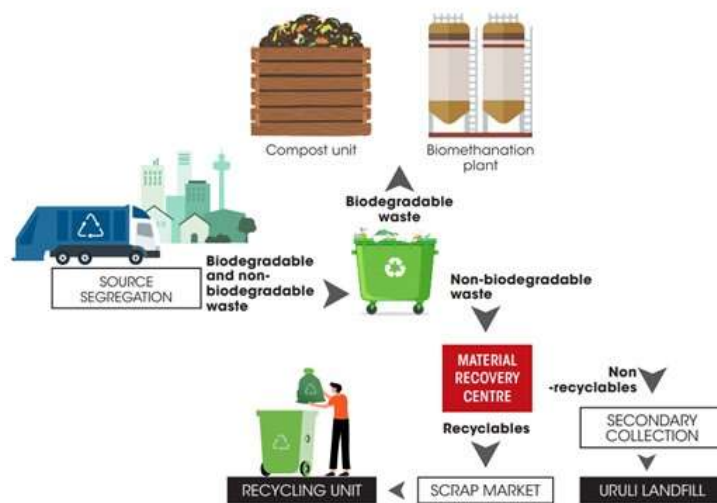 Compost unit
Biomethanation
plant
Biodegradable
waste
SOURCE
SEGREGATION
Biodegradable
and non-
biodegradable
waste
Non-biodegradable
waste
MATERIAL
RECOVERY
CENTRE
Non
-recyclables
Recyclables
SECONDARY
COLLECTION
RECYCLING UNIT
SCRAP MARKET
URULI LANDFILL